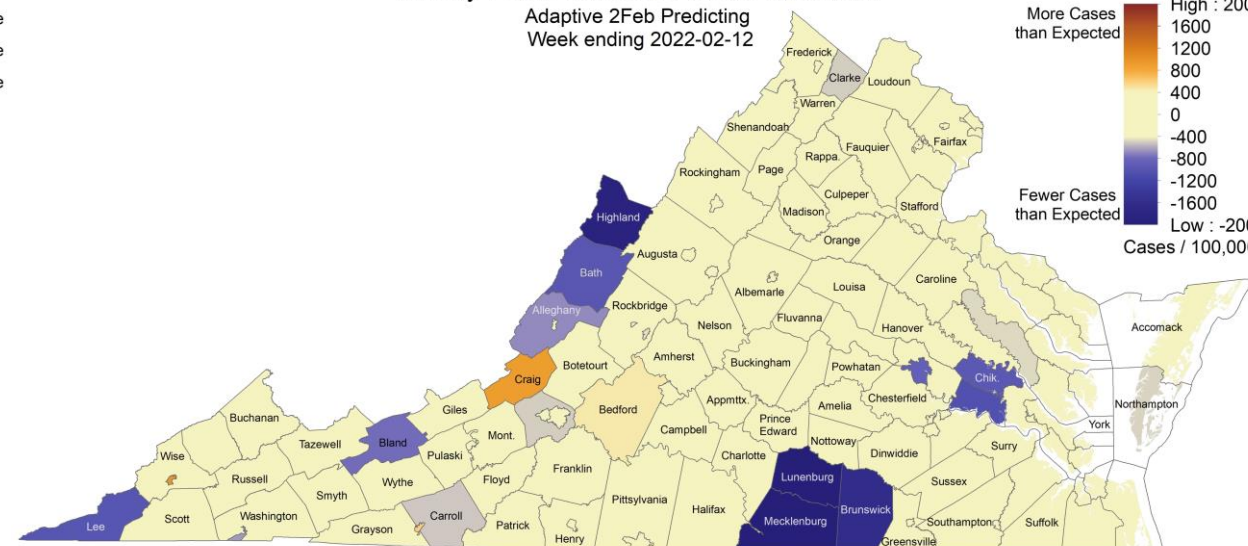 Adaptive 2Feb Predicting
Week ending 2022-02-12
More Cases
than Expected
High : 200
1600
1200
800
400
0
-400
-800
-1200
-1600
Low : -200
Fewer Cases
than Expected
Cases / 100,000
Frederick
Clarke
Loudoun
Warren
Shenandoah
Fauquier
Fairfax
Rappa.
Page
Rockingham
Culpeper
Stafford
Madison
Highland
Orange
Augusta
Bath
Caroline
Louisa
Albemarle
Rockbridge
Alleghany
Fluvanna
Nelson
Hanover
Accomack
Amherst
Buckingham
Botetourt
Powhatan
Craig
Chik.
Chesterfield
Appmttx.
Amelia
Northampton
Bedford
Giles
Buchanan
Prince
Edward
York
Campbell
Mont.
Nottoway
Bland
Tazewell
Surry
Dinwiddie
Pulaski
Charlotte
Wise
Franklin
Lunenburg
Russell
Wythe
Floyd
Sussex
Smyth
Pittsylvania
Halifax
Brunswick
Washington
Carroll
Scott
Mecklenburg
Southampton
Suffolk
Lee
Grayson
Patrick
Henry
Greensville